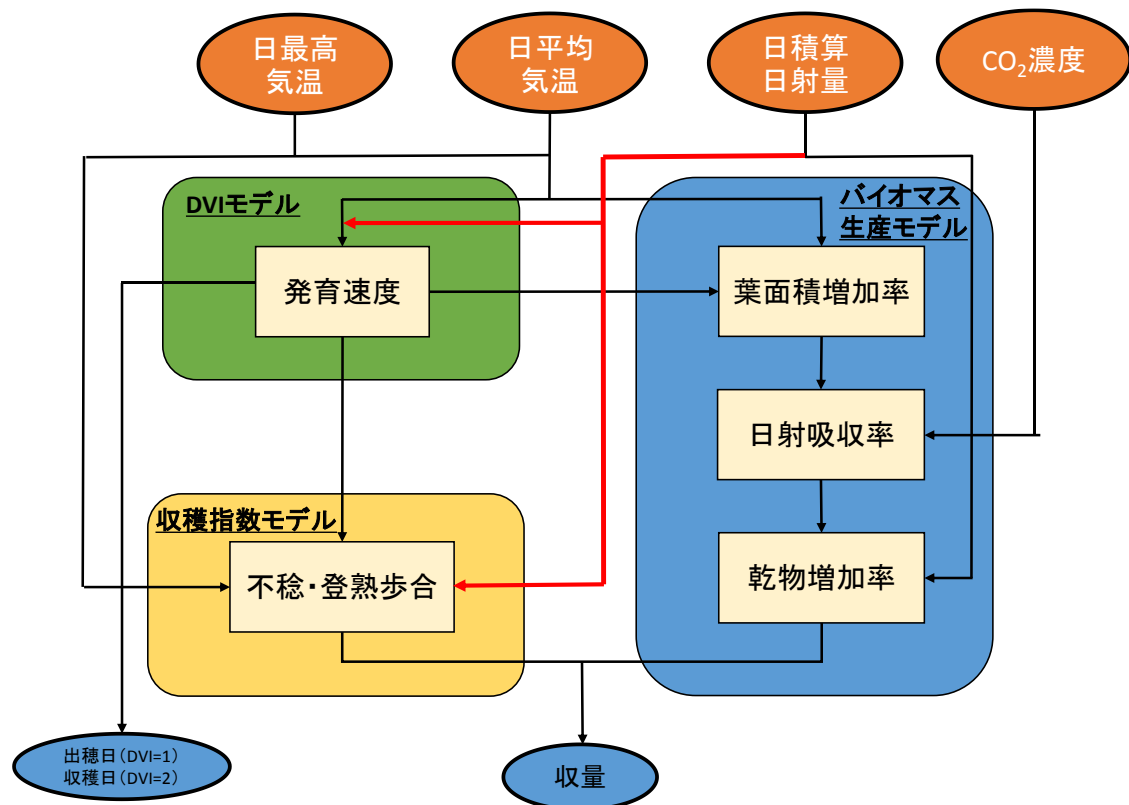 日最高
気温
日平均
気温
日積算
日射量
CO₂濃度
DVIモデル
バイオマス
生産モデル
発育速度
葉面積増加率
日射吸収率
収穫指数モデル
不稔・登熟歩合
乾物増加率
出穂日(DVI=1)
収穫日(DVI=2)
収量